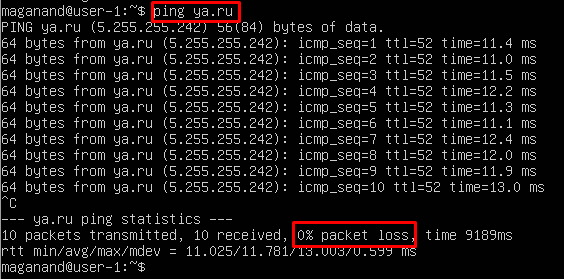 maganand@user-1:~$ ping ya.ru
PING ya.ru (5.255.255.242) 56(84) bytes of data.
64 bytes from ya.ru (5.255.255.242): icmp_seq=1 ttl=52 time=11.4 ms
64 bytes from ya.ru (5.255.255.242): icmp_seq=2 ttl=52 time=11.0 ms
64 bytes from ya.ru (5.255.255.242): icmp_seq=3 ttl=52 time=11.5 ms
64 bytes from ya.ru (5.255.255.242): icmp_seq=4 ttl=52 time=12.2 ms
64 bytes from ya.ru (5.255.255.242): icmp_seq=5 ttl=52 time=11.3 ms
64 bytes from ya.ru (5.255.255.242): icmp_seq=6 ttl=52 time=11.1 ms
64 bytes from ya.ru (5.255.255.242): icmp_seq=7 ttl=52 time=12.4 ms
64 bytes from ya.ru (5.255.255.242): icmp_seq=8 ttl=52 time=12.0 ms
64 bytes from ya.ru (5.255.255.242): icmp_seq=9 ttl=52 time=11.9 ms
64 bytes from ya.ru (5.255.255.242): icmp_seq=10 ttl=52 time=13.0 ms
^C
--- ya.ru ping statistics ---
10 packets transmitted, 10 received, 0% packet loss, time 9189ms
rtt min/avg/max/mdev = 11.025/11.781/13.003/0.599 ms
maganand@user-1:~$